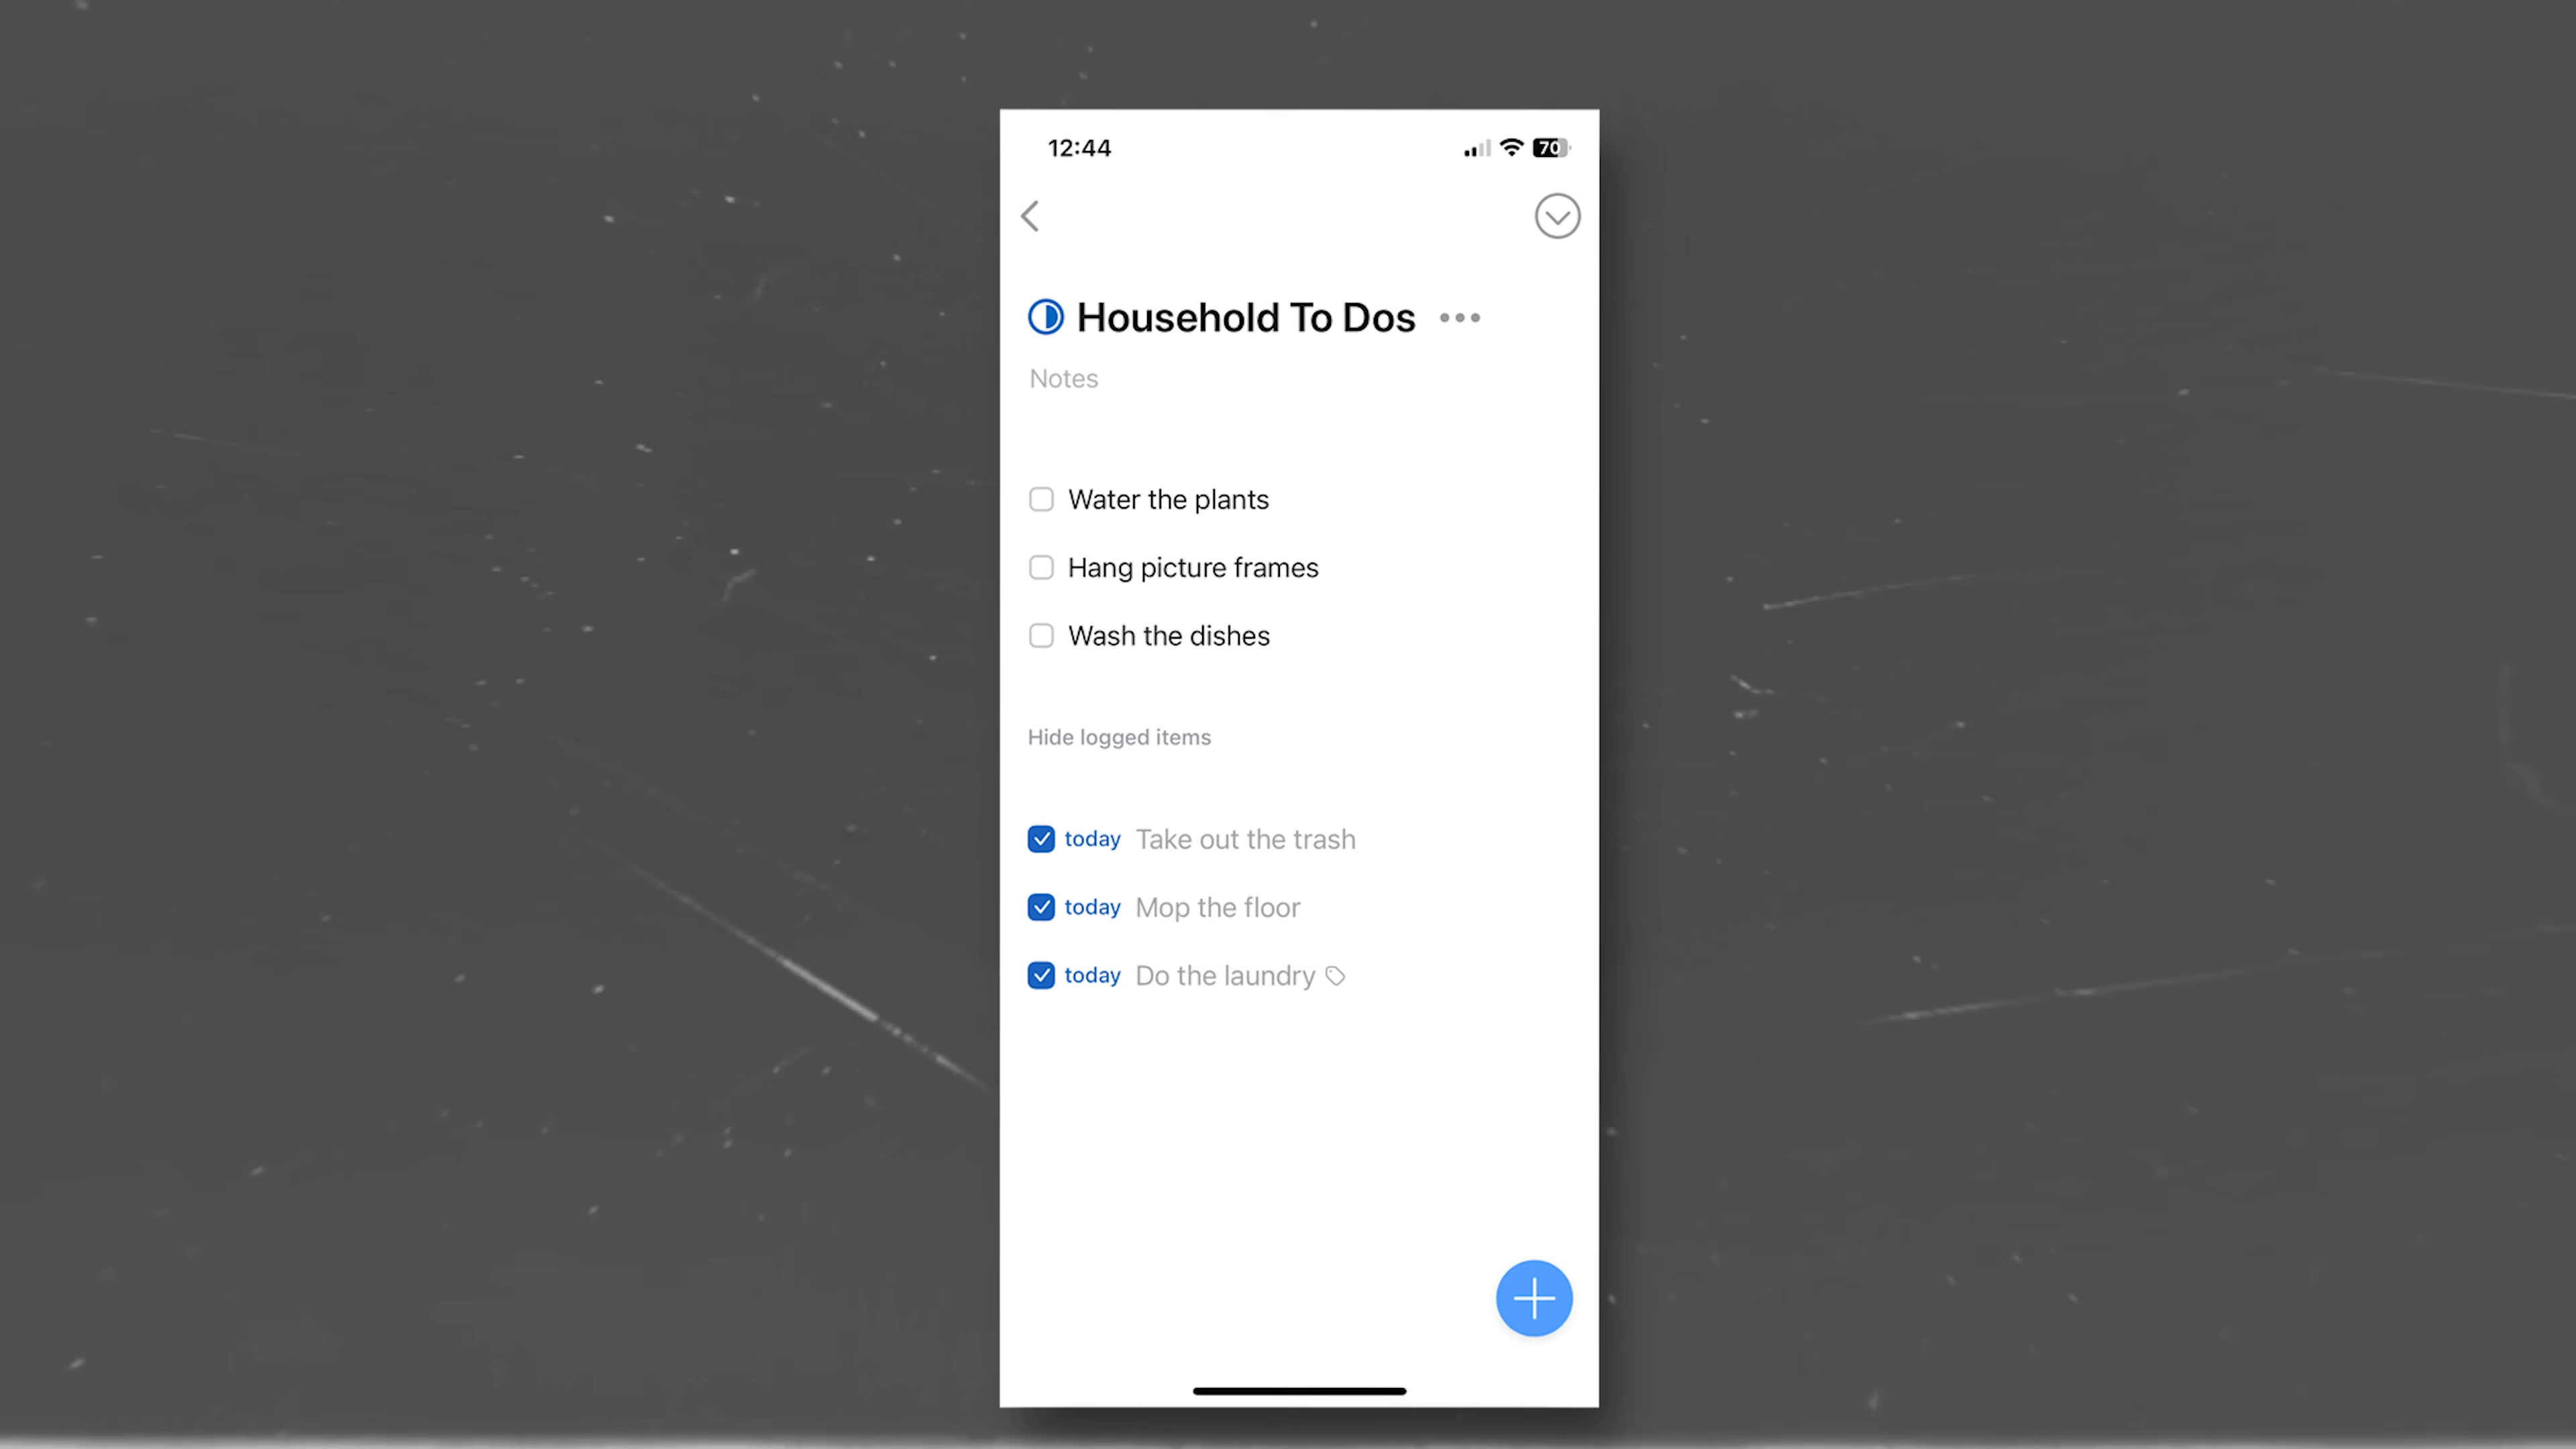 12:44
70
Household To Dos
Notes
Water the plants
Hang picture frames
Wash the dishes
Hide logged items
today Take out the trash
today Mop the floor
today Do the laundry